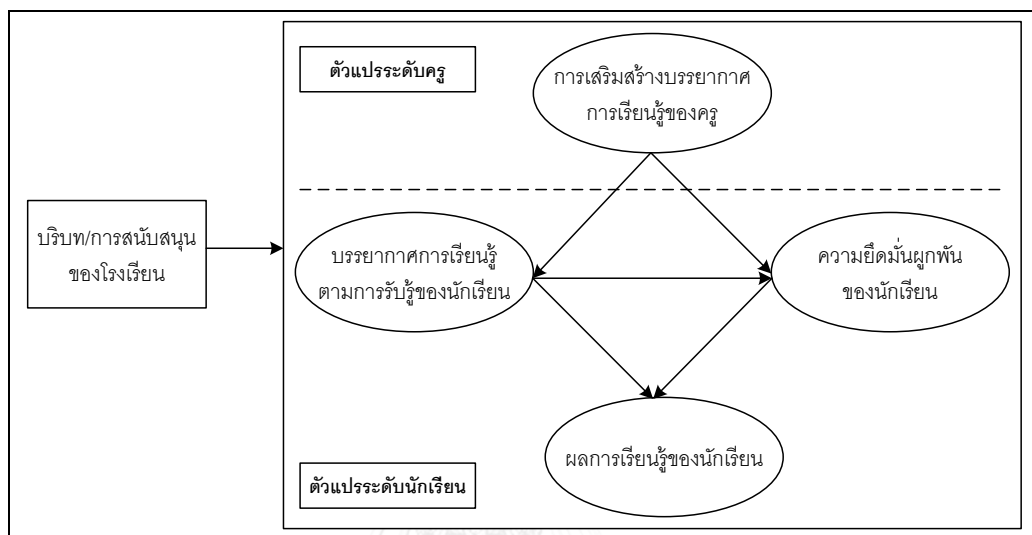 ตัวแปรระดับครู
การเสริมสร้างบรรยากาศ
การเรียนรู้ของครู
บริบท/การสนับสนุน
ของโรงเรียน
บรรยากาศการเรียนรู้
ตามการรับรู้ของนักเรียน
ความยึดมั่นผูกพัน
ของนักเรียน
ผลการเรียนรู้ของนักเรียน
ตัวแปรระดับนักเรียน